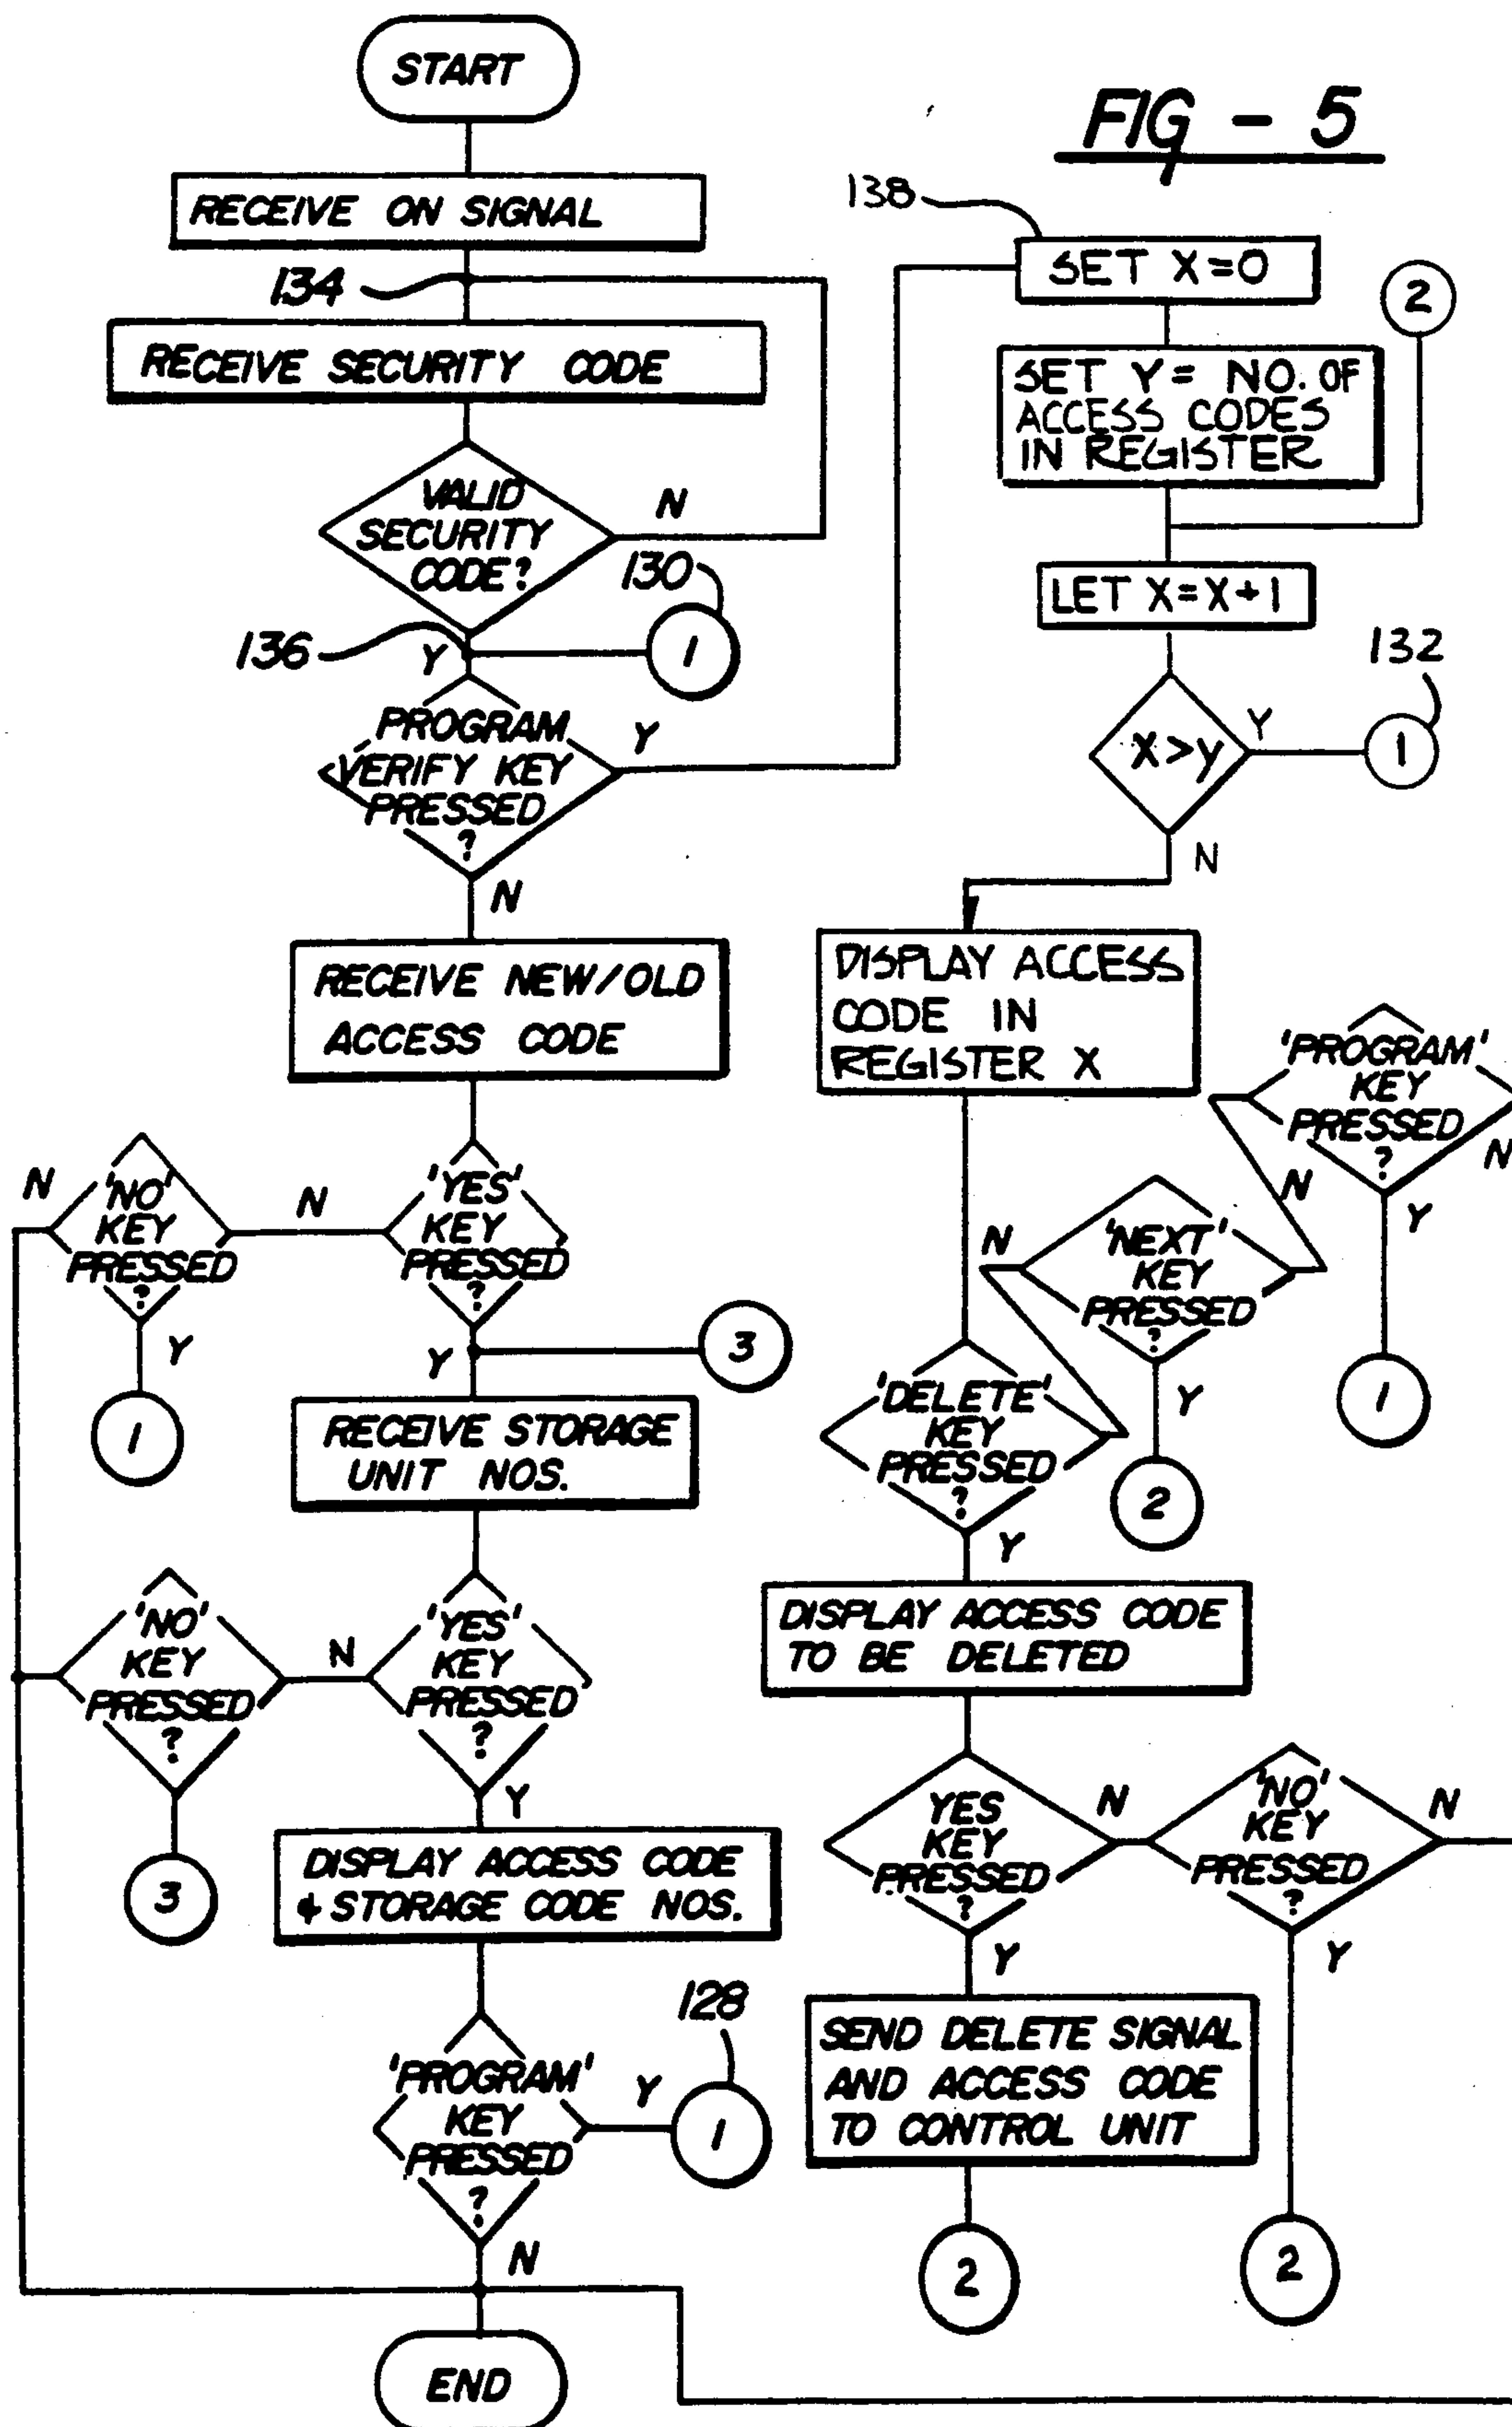 START
FIG - 5
RECEIVE ON SIGNAL
134
RECEIVE SECURITY CODE
VALID
SECURITY
CODE?
N
130
1
136
Y
PROGRAM
VERIFY KEY
PRESSED
?
Y
N
RECEIVE NEW/OLD
ACCESS CODE
'YES'
KEY
PRESSED
?
N
'NO'
KEY
PRESSED
?
N
Y
1
Y
3
RECEIVE STORAGE
UNIT NOS.
'YES'
KEY
PRESSED
?
N
'NO'
KEY
PRESSED
?
3
Y
DISPLAY ACCESS CODE
& STORAGE CODE NOS.
128
'PROGRAM'
KEY
PRESSED
?
Y
1
N
END
138
SET X=0
2
SET Y= NO. OF
ACCESS CODES
IN REGISTER
LET X=X+1
132
X>y
Y
1
N
DISPLAY ACCESS
CODE IN
REGISTER X
'PROGRAM'
KEY
PRESSED
?
N
Y
1
N
'NEXT'
KEY
PRESSED
?
N
Y
2
'DELETE'
KEY
PRESSED
?
Y
DISPLAY ACCESS CODE
TO BE DELETED
YES
KEY
PRESSED
?
N
'NO'
KEY
PRESSED
?
N
Y
Y
SEND DELETE SIGNAL
AND ACCESS CODE
TO CONTROL UNIT
2
2